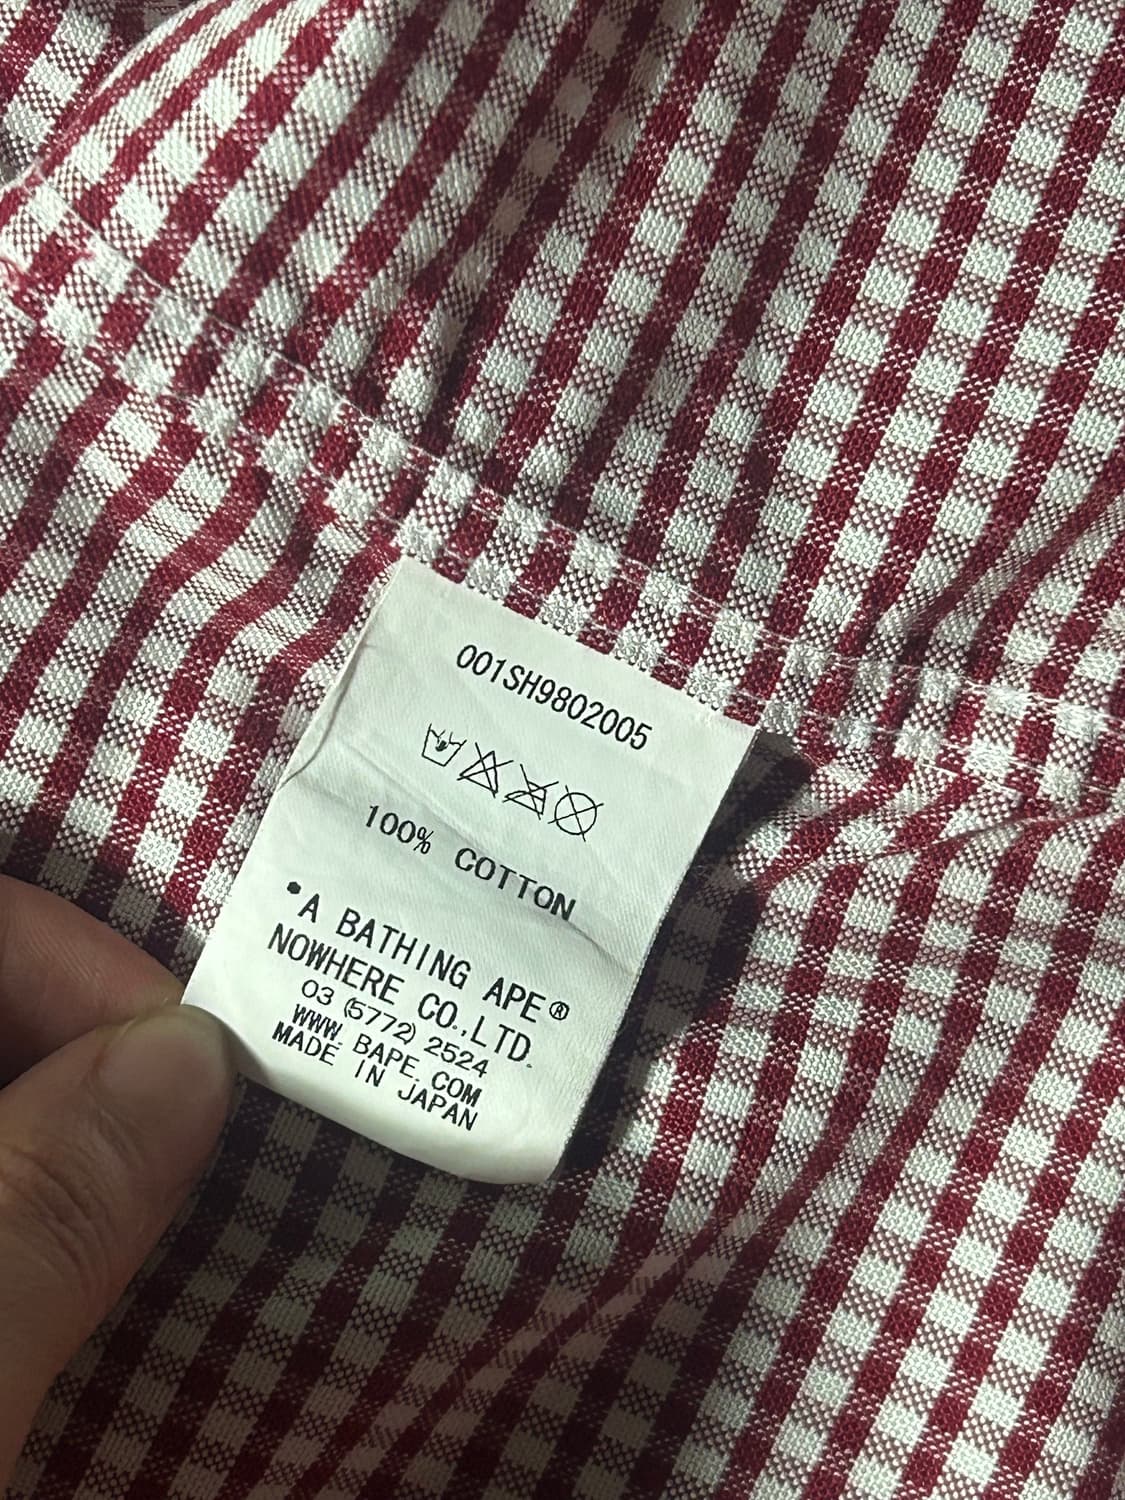 001SH9802005
100% COTTON
•A BATHING APE®
NOWHERE CO.,LTD.
03 (5772) 2524
WWW. BAPE. COM
MADE IN JAPAN